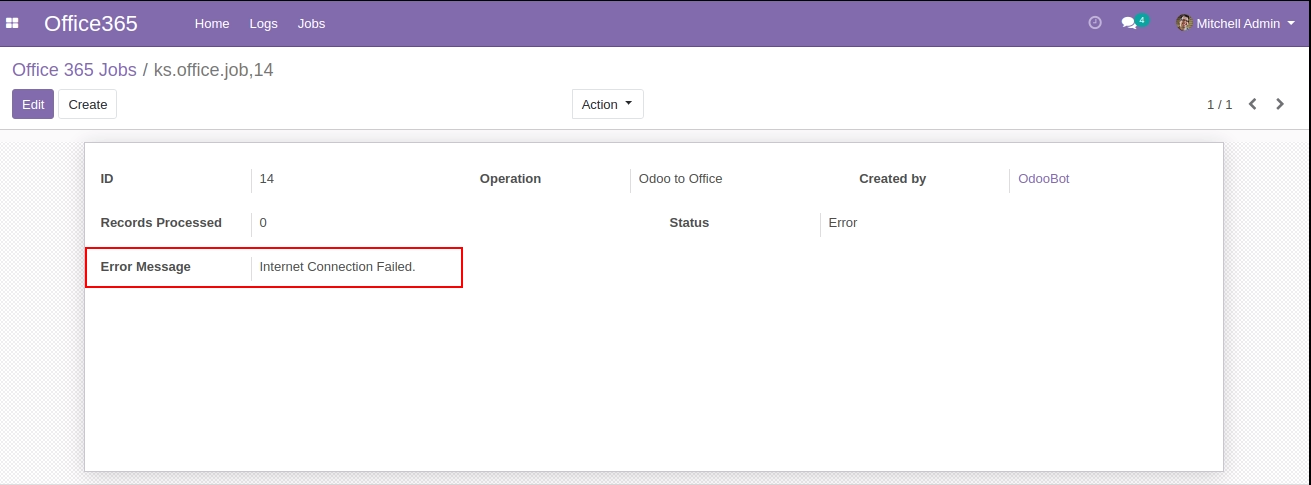 Office365 Home Logs Jobs 4 Mitchell Admin
Office 365 Jobs / ks.office.job,14
Edit Create Action 1 / 1
ID 14 Operation Odoo to Office Created by OdooBot
Records Processed 0 Status Error
Error Message Internet Connection Failed.